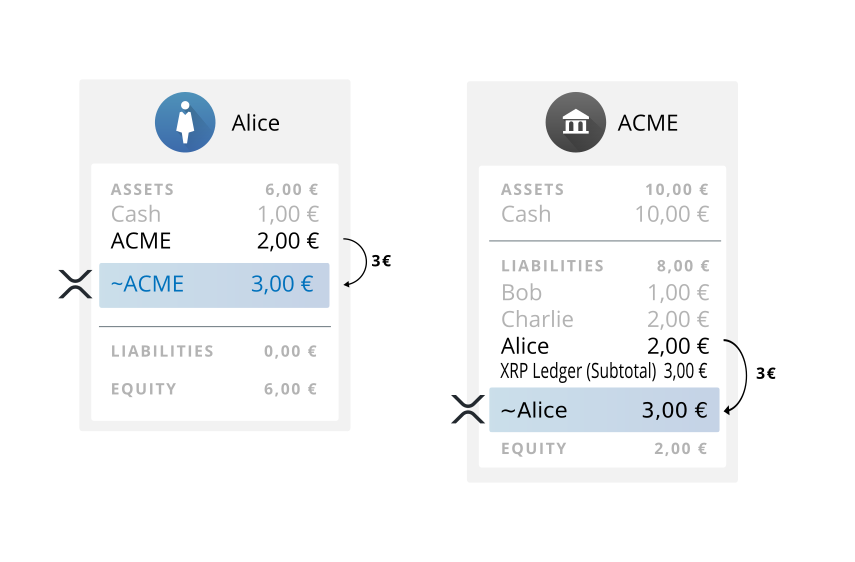 Alice
ASSETS 6,00 €
Cash 1,00 €
ACME 2,00 €
3€
~ACME 3,00 €
LIABILITIES 0,00 €
EQUITY 6,00 €
ACME
ASSETS 10,00 €
Cash 10,00 €
LIABILITIES 8,00 €
Bob 1,00 €
Charlie 2,00 €
Alice 2,00 €
XRP Ledger (Subtotal) 3,00 €
3€
~Alice 3,00 €
EQUITY 2,00 €